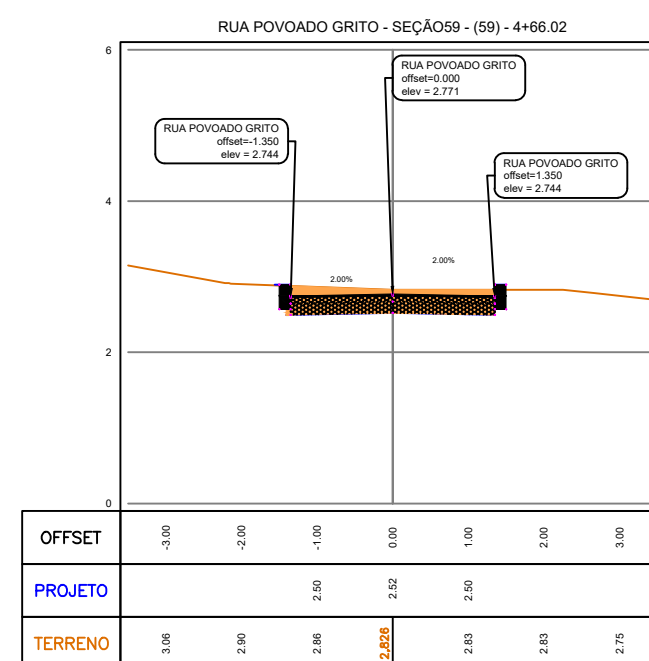 RUA POVOADO GRITO - SEÇÃO59 - (59) - 4+66.02
6
RUA POVOADO GRITO
offset=0.000
elev = 2.771
RUA POVOADO GRITO
offset=-1.350
elev = 2.744
RUA POVOADO GRITO
offset=1.350
elev = 2.744
4
2.00%
2.00%
2
0
OFFSET -3.00 -2.00 -1.00 0.00 1.00 2.00 3.00
PROJETO 2.50 2.52 2.50
TERRENO 3.06 2.90 2.86 2.826 2.83 2.83 2.75